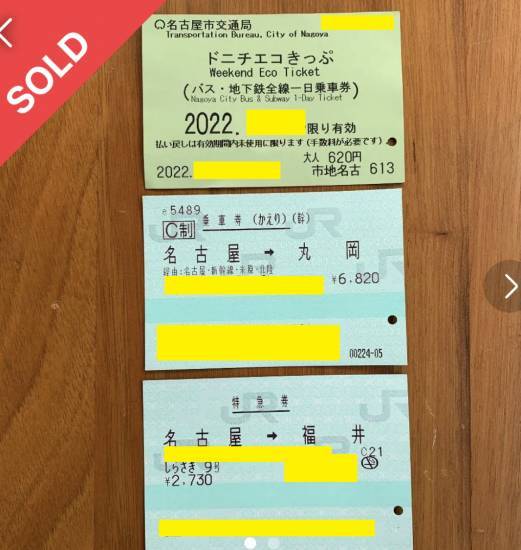 SOLD
名古屋市交通局
Transportation Bureau, City of Nagoya
ドニチエコきっぷ
Weekend Eco Ticket
(バス・地下鉄全線一日乗車券)
Nagoya City Bus & Subway 1-Day Ticket
2022. 限り有効
払い戻しは有効期間内未使用に限ります(手数料が必要です)
大人 620円
2022. 市地名古 613
e5489
C制 乗車券 (かえり) (幹)
名古屋 → 丸岡
経由:名古屋・新幹線・米原・北陸
¥6,820
00224-05
特急券
名古屋 → 福井
C21
しらさぎ 9号
¥2,730